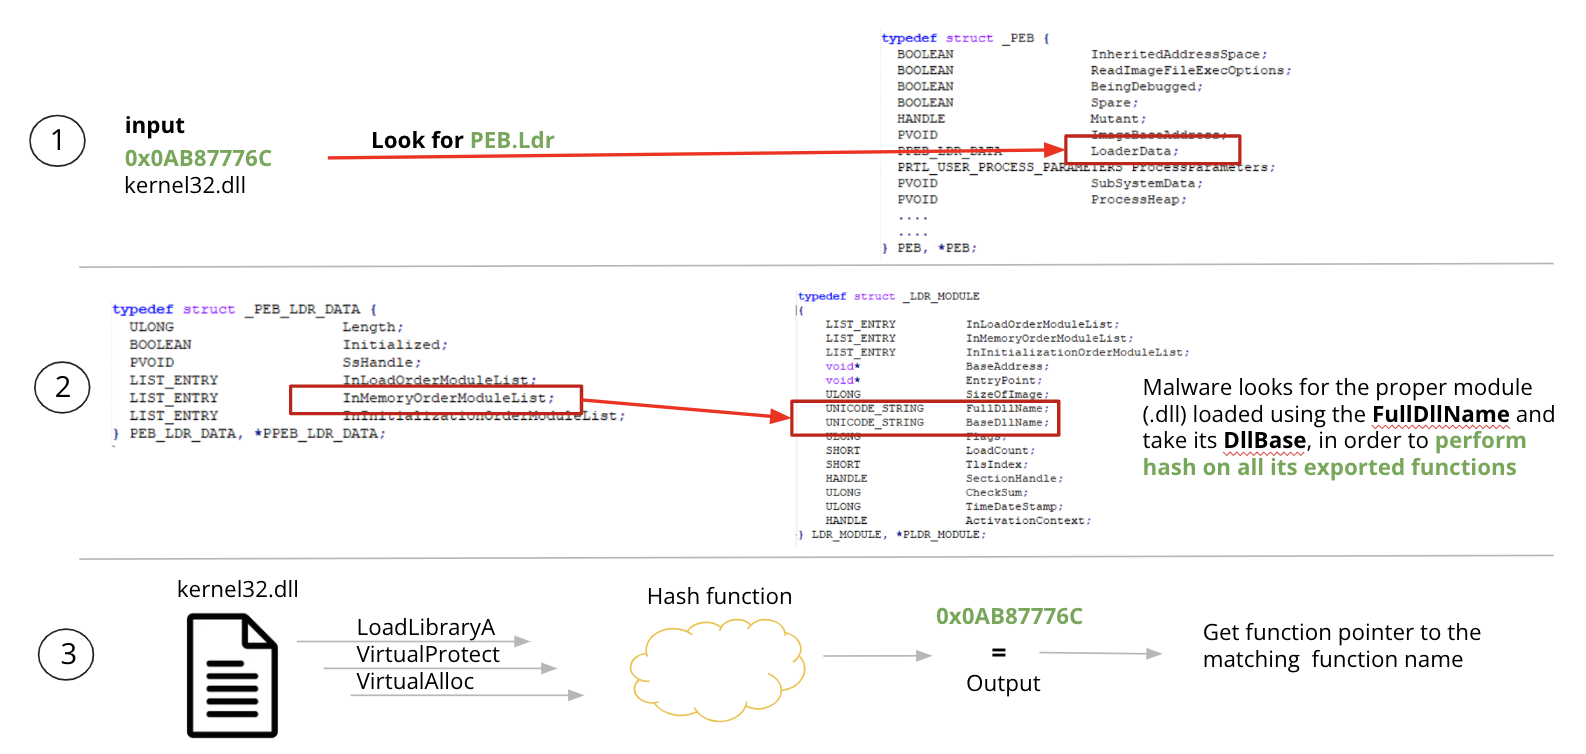 1
input
0x0AB87776C
kernel32.dll
Look for PEB.Ldr
typedef struct _PEB {
BOOLEAN InheritedAddressSpace;
BOOLEAN ReadImageFileExecOptions;
BOOLEAN BeingDebugged;
BOOLEAN Spare;
HANDLE Mutant;
PVOID ImageBaseAddress;
PPEB_LDR_DATA LoaderData;
PRTL_USER_PROCESS_PARAMETERS ProcessParameters;
PVOID SubSystemData;
PVOID ProcessHeap;
....
....
} PEB, *PEB;
2
typedef struct _PEB_LDR_DATA {
ULONG Length;
BOOLEAN Initialized;
PVOID SsHandle;
LIST_ENTRY InLoadOrderModuleList;
LIST_ENTRY InMemoryOrderModuleList;
LIST_ENTRY InInitializationOrderModuleList;
} PEB_LDR_DATA, *PPEB_LDR_DATA;
typedef struct _LDR_MODULE
{
LIST_ENTRY InLoadOrderModuleList;
LIST_ENTRY InMemoryOrderModuleList;
LIST_ENTRY InInitializationOrderModuleList;
void* BaseAddress;
void* EntryPoint;
ULONG SizeOfImage;
UNICODE_STRING FullDllName;
UNICODE_STRING BaseDllName;
ULONG Flags;
SHORT LoadCount;
SHORT TlsIndex;
HANDLE SectionHandle;
ULONG CheckSum;
ULONG TimeDateStamp;
HANDLE ActivationContext;
} LDR_MODULE, *PLDR_MODULE;
Malware looks for the proper module
(.dll) loaded using the FullDllName and
take its DllBase, in order to perform
hash on all its exported functions
3
kernel32.dll
LoadLibraryA
VirtualProtect
VirtualAlloc
Hash function
0x0AB87776C
=
Output
Get function pointer to the
matching function name